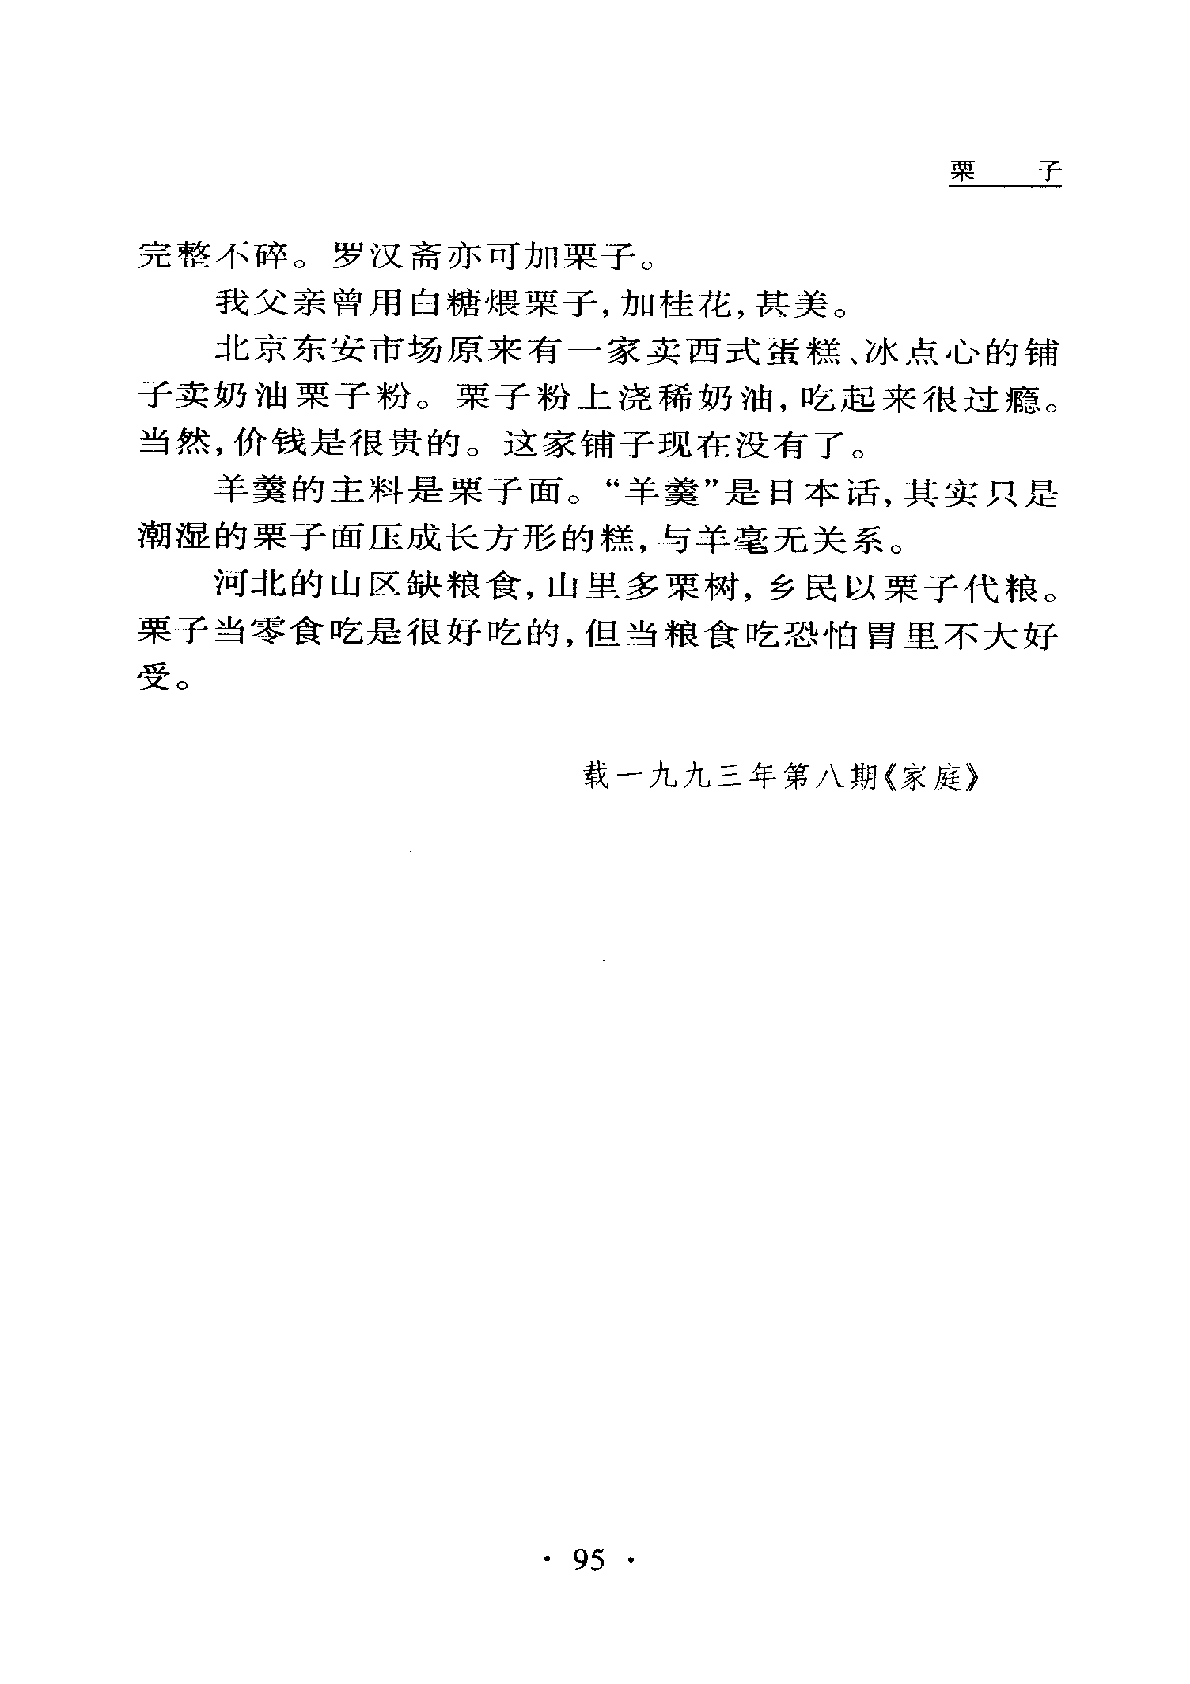 栗 子
完整不碎。罗汉斋亦可加栗子。
我父亲曾用白糖煨栗子,加桂花,甚美。
北京东安市场原来有一家卖西式蛋糕、冰点心的铺
子卖奶油栗子粉。栗子粉上浇稀奶油,吃起来很过瘾。
当然,价钱是很贵的。这家铺子现在没有了。
羊羹的主料是栗子面。“羊羹”是日本话,其实只是
潮湿的栗子面压成长方形的糕,与羊毫无关系。
河北的山区缺粮食,山里多栗树,乡民以栗子代粮。
栗子当零食吃是很好吃的,但当粮食吃恐怕胃里不大好
受。
载一九九三年第八期《家庭》
· 95 ·